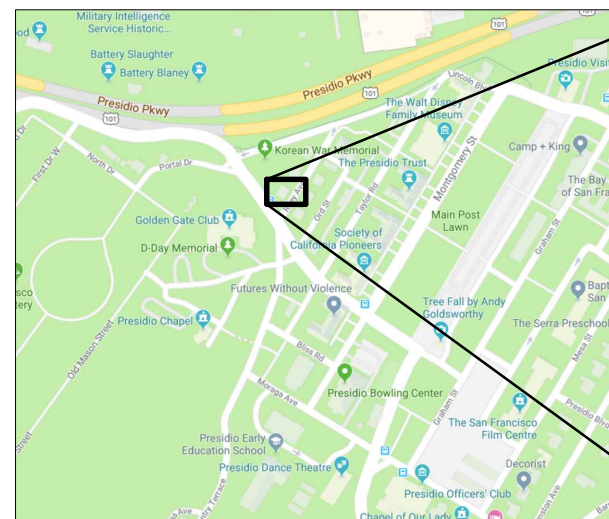 Military Intelligence
Service Historic...
Battery Slaughter
Battery Blaney
101
Presidio Pkwy
Presidio Pkwy
101
101
101
Lincoln Blvd
Presidio Visi
The Walt Disney
Family Museum
Korean War Memorial
The Presidio Trust
Montgomery St
Camp + King
The Bay
of San Fra
First Dr W
North Dr
Portal Dr
Ord St
Taylor Rd
Main Post
Lawn
Graham St
Golden Gate Club
D-Day Memorial
Society of
California Pioneers
Futures Without Violence
Bapt
San
Tree Fall by Andy
Goldsworthy
The Serra Preschool
Presidio Chapel
Old Mason Street
Bliss Rd
Mesa St
Moraga Ave
Presidio Bowling Center
Graham St
Presidio Blv
The San Francisco
Film Centre
Presidio Early
Education School
Presidio Dance Theatre
Decorist
Presidio Officers' Club
Chapel of Our Lady